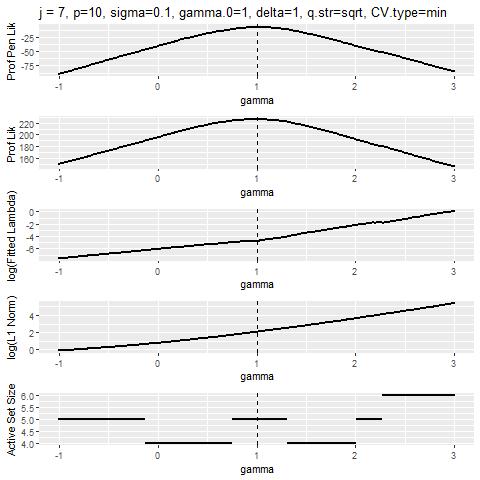 j = 7, p=10, sigma=0.1, gamma.0=1, delta=1, q.str=sqrt, CV.type=min
Prof Pen Lik
-25
-50
-75
-1 0 1 2 3
gamma
Prof Lik
220
200
180
160
-1 0 1 2 3
gamma
log(Fitted Lambda)
0
-2
-4
-6
-1 0 1 2 3
gamma
log(L1 Norm)
4
2
0
-1 0 1 2 3
gamma
Active Set Size
6.0
5.5
5.0
4.5
4.0
-1 0 1 2 3
gamma